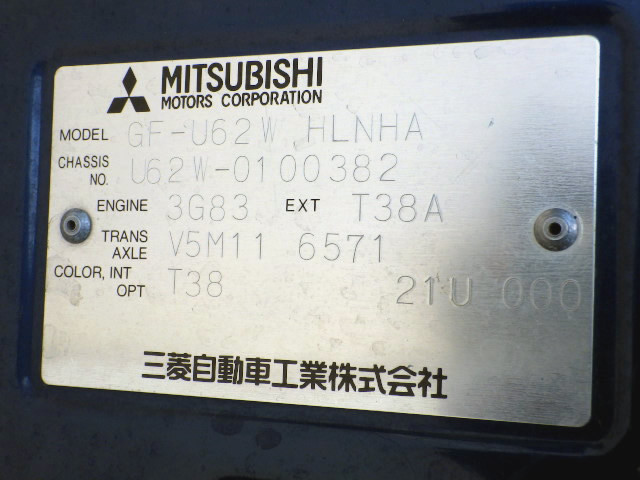 MITSUBISHI
MOTORS CORPORATION
MODEL GF-U62W HLNHA
CHASSIS NO. U62W-0100382
ENGINE 3G83 EXT T38A
TRANS AXLE V5M11 6571
COLOR, INT OPT T38 21U 000
三菱自動車工業株式会社